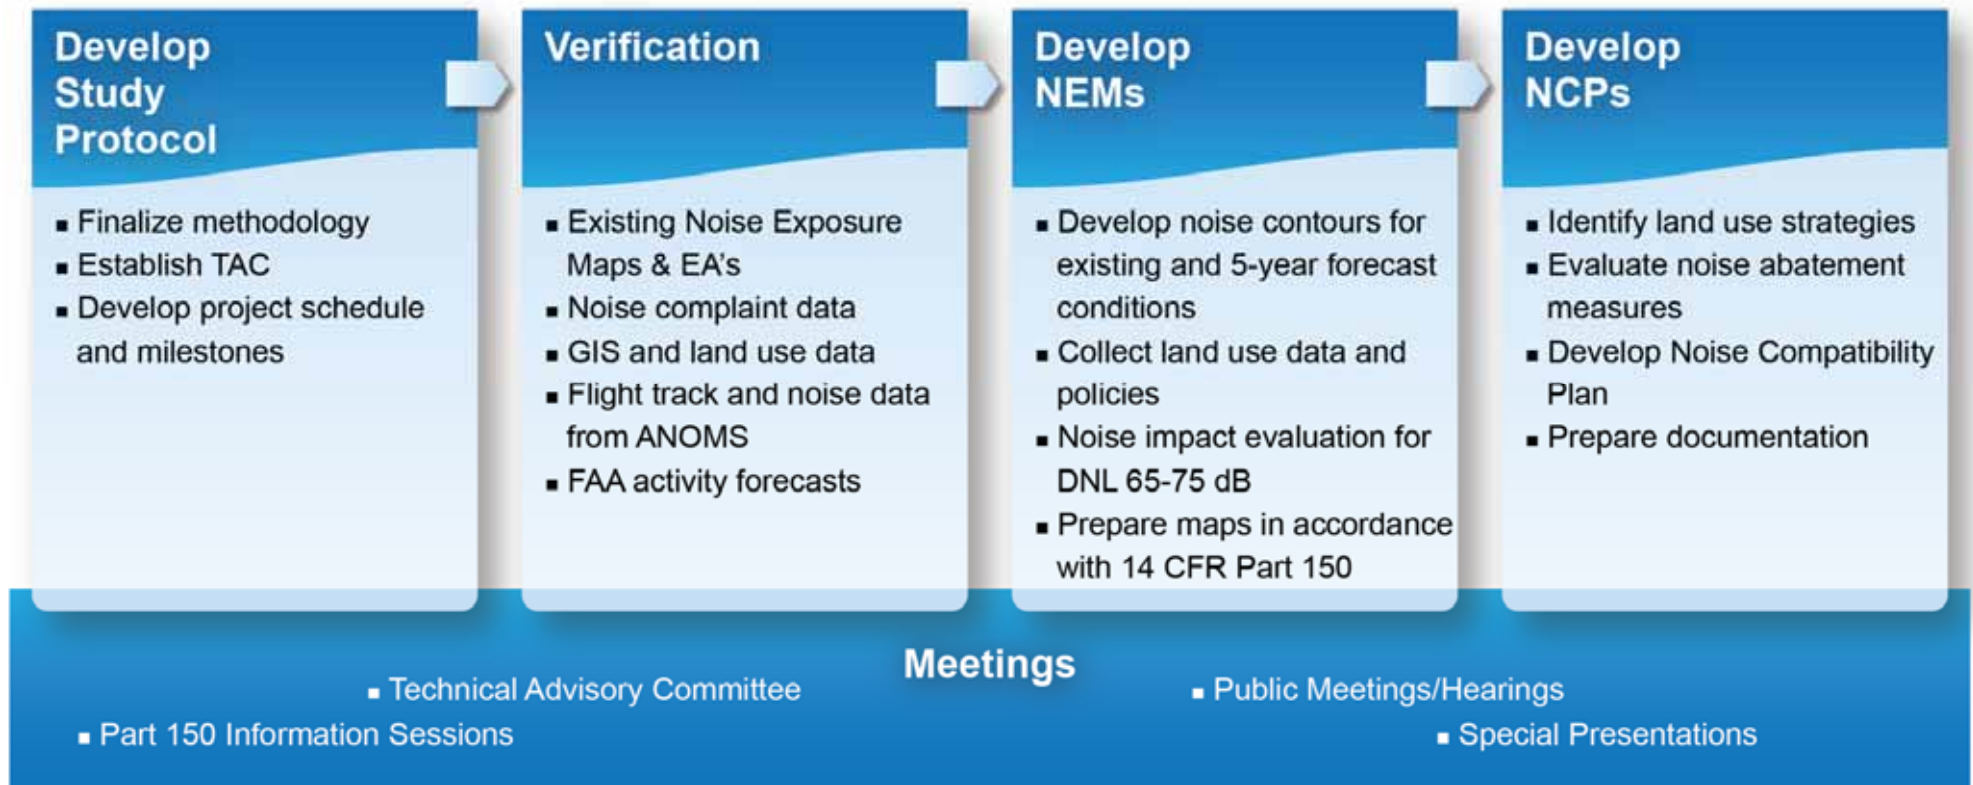 Develop
Study
Protocol
▪ Finalize methodology
▪ Establish TAC
▪ Develop project schedule
and milestones
Verification
▪ Existing Noise Exposure
Maps & EA's
▪ Noise complaint data
▪ GIS and land use data
▪ Flight track and noise data
from ANOMS
▪ FAA activity forecasts
Develop
NEMs
▪ Develop noise contours for
existing and 5-year forecast
conditions
▪ Collect land use data and
policies
▪ Noise impact evaluation for
DNL 65-75 dB
▪ Prepare maps in accordance
with 14 CFR Part 150
Develop
NCPs
▪ Identify land use strategies
▪ Evaluate noise abatement
measures
▪ Develop Noise Compatibility
Plan
▪ Prepare documentation
Meetings
▪ Technical Advisory Committee
▪ Part 150 Information Sessions
▪ Public Meetings/Hearings
▪ Special Presentations